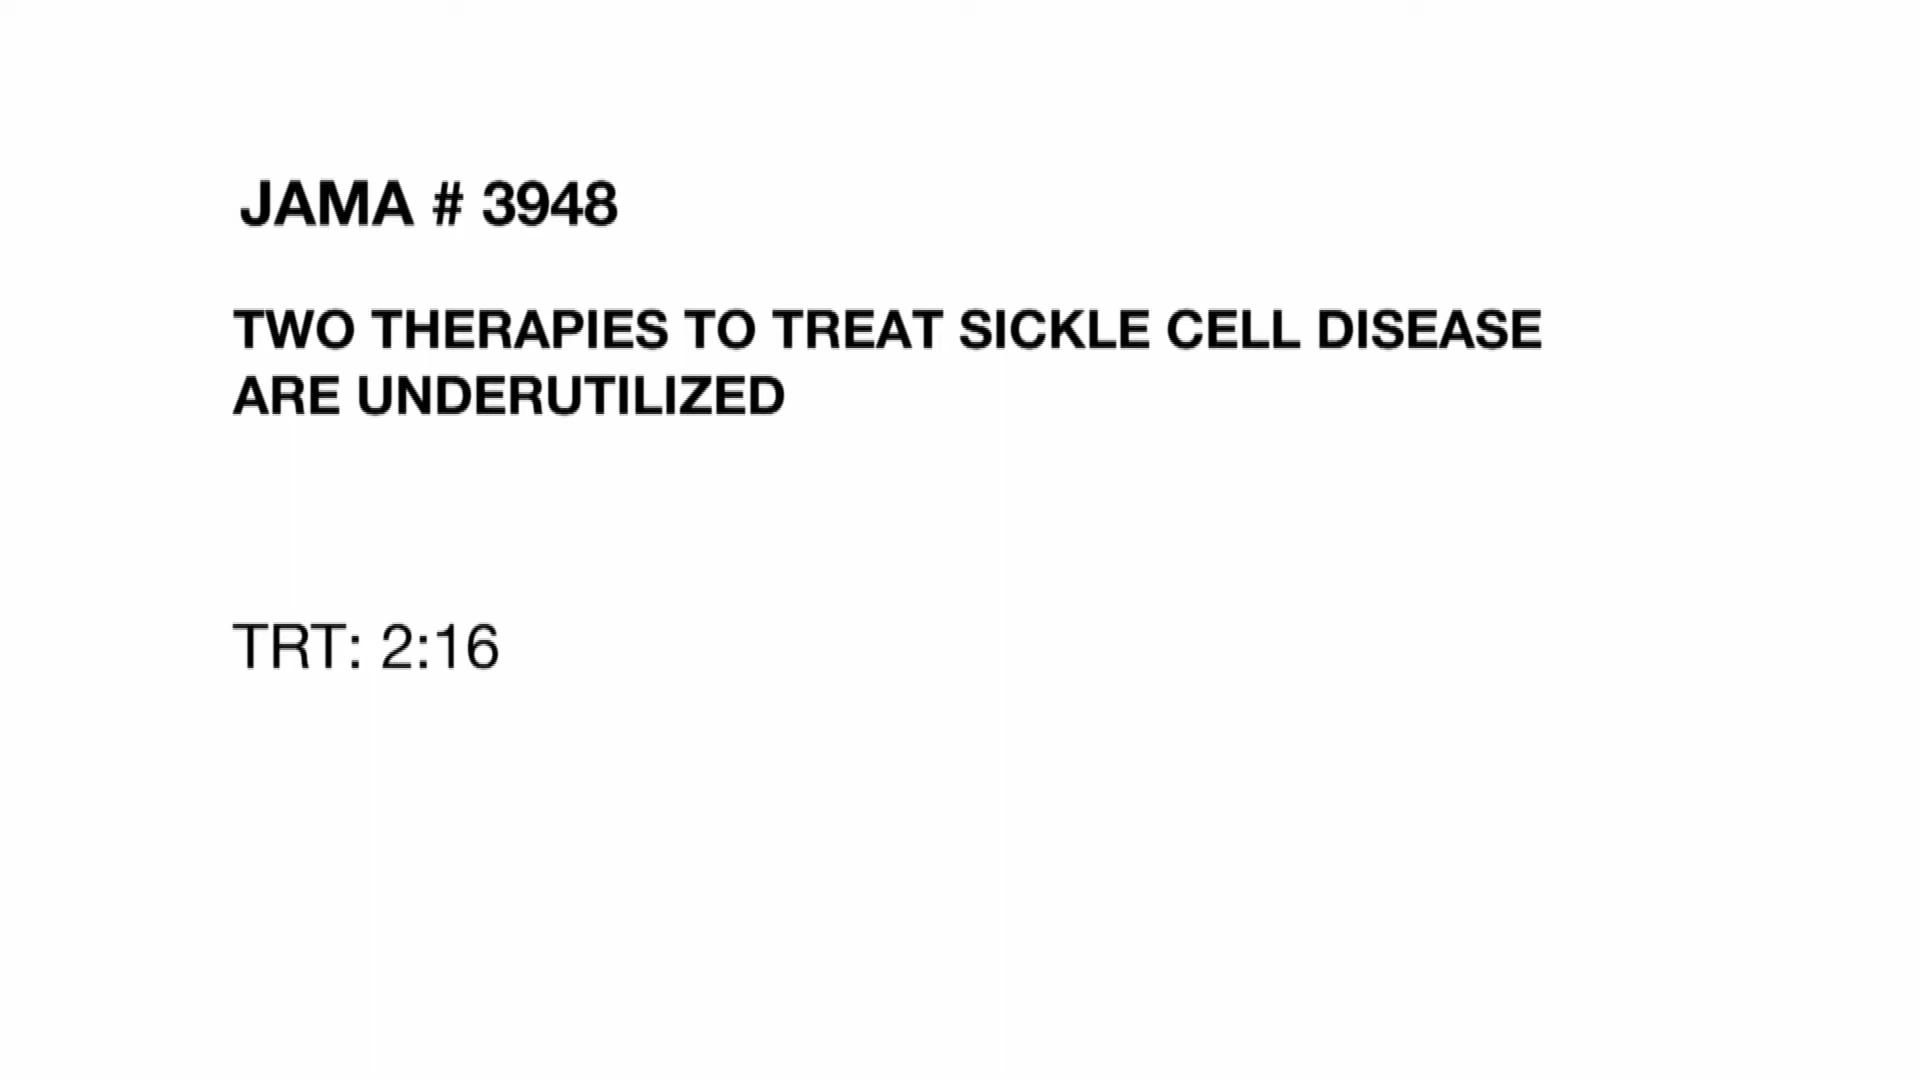 JAMA # 3948
TWO THERAPIES TO TREAT SICKLE CELL DISEASE
ARE UNDERUTILIZED
TRT: 2:16